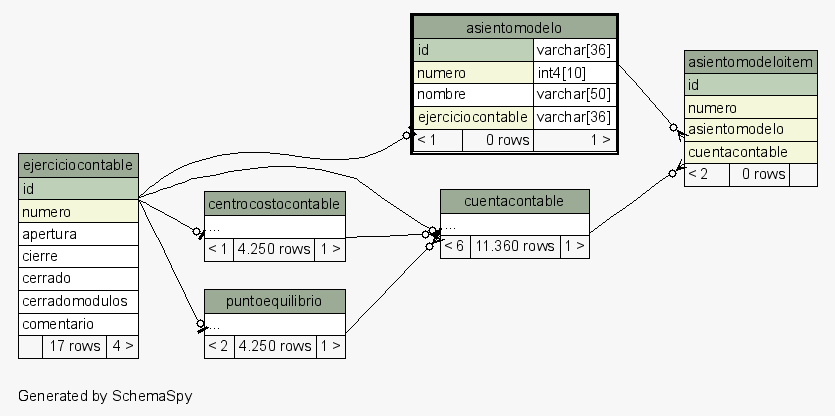 asientomodelo
id varchar[36]
numero int4[10]
nombre varchar[50]
ejerciciocontable varchar[36]
< 1 0 rows 1 >
asientomodeloitem
id
numero
asientomodelo
cuentacontable
< 2 0 rows
ejerciciocontable
id
numero
apertura
cierre
cerrado
cerradomodulos
comentario
17 rows 4 >
centrocostocontable
...
< 1 4.250 rows 1 >
cuentacontable
...
< 6 11.360 rows 1 >
puntoequilibrio
...
< 2 4.250 rows 1 >
Generated by SchemaSpy